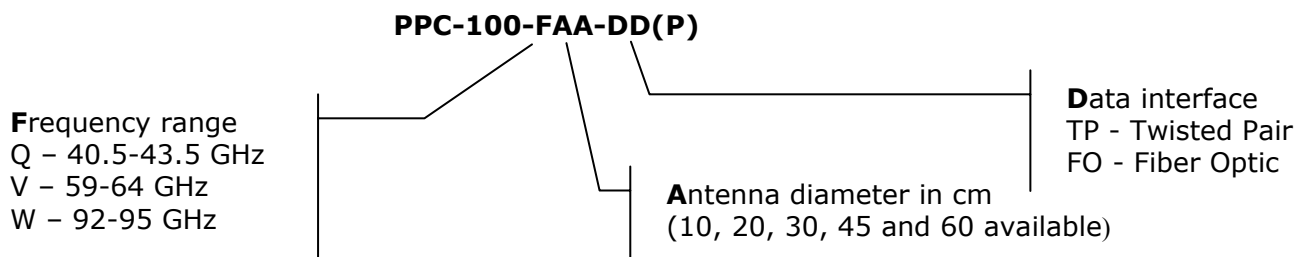 PPC-100-FAA-DD(P)
Frequency range
Q – 40.5-43.5 GHz
V – 59-64 GHz
W – 92-95 GHz
Antenna diameter in cm
(10, 20, 30, 45 and 60 available)
Data interface
TP - Twisted Pair
FO - Fiber Optic